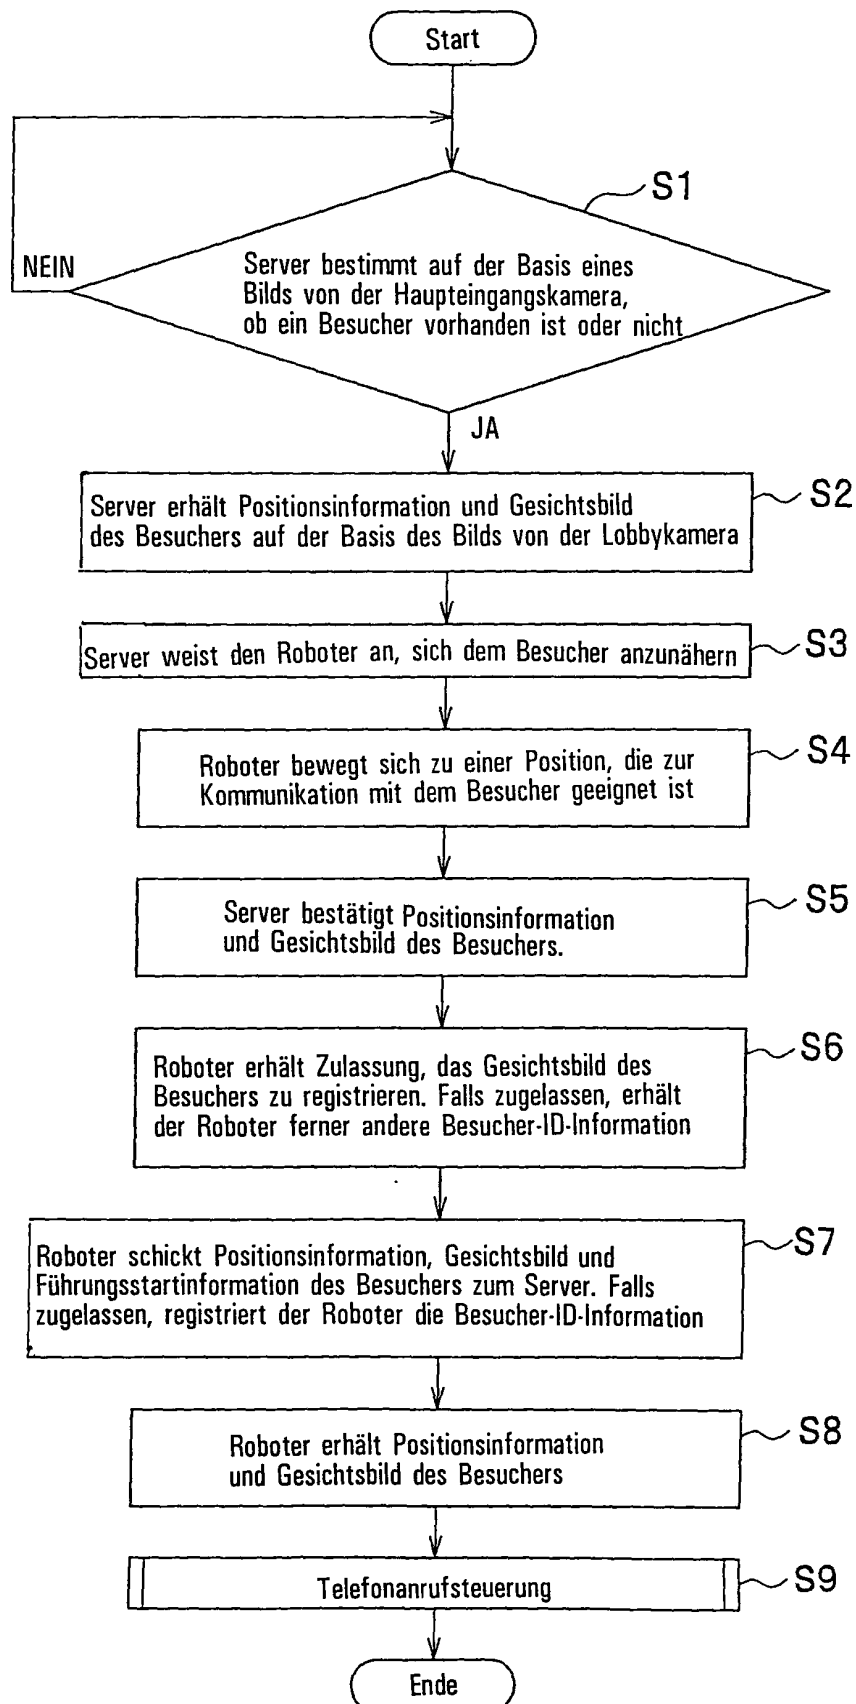 Start
S1
NEIN
Server bestimmt auf der Basis eines
Bilds von der Haupteingangskamera,
ob ein Besucher vorhanden ist oder nicht
JA
S2
Server erhält Positionsinformation und Gesichtsbild
des Besuchers auf der Basis des Bilds von der Lobbykamera
S3
Server weist den Roboter an, sich dem Besucher anzunähern
S4
Roboter bewegt sich zu einer Position, die zur
Kommunikation mit dem Besucher geeignet ist
S5
Server bestätigt Positionsinformation
und Gesichtsbild des Besuchers.
S6
Roboter erhält Zulassung, das Gesichtsbild des
Besuchers zu registrieren. Falls zugelassen, erhält
der Roboter ferner andere Besucher-ID-Information
S7
Roboter schickt Positionsinformation, Gesichtsbild und
Führungsstartinformation des Besuchers zum Server. Falls
zugelassen, registriert der Roboter die Besucher-ID-Information
S8
Roboter erhält Positionsinformation
und Gesichtsbild des Besuchers
S9
Telefonanrufsteuerung
Ende